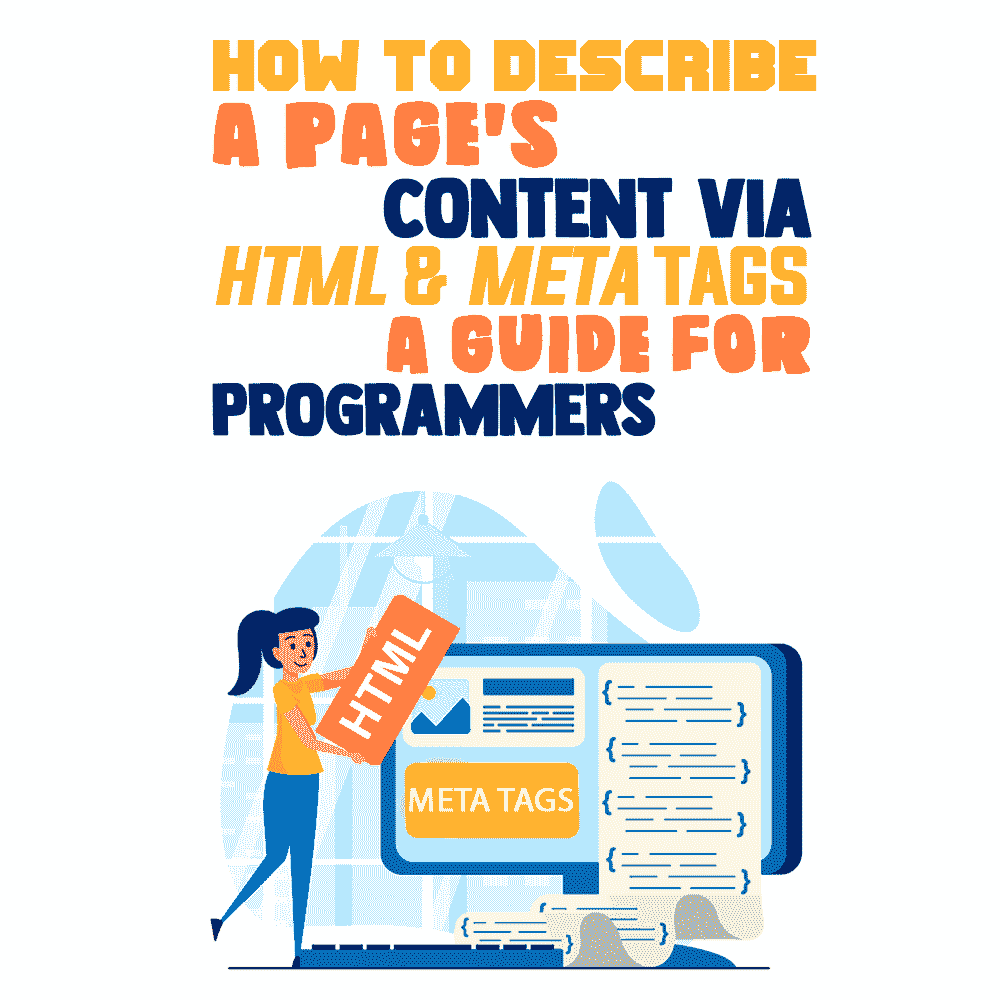 HOW TO DESCRIBE
A PAGE'S
CONTENT VIA
HTML & META TAGS
A GUIDE FOR
PROGRAMMERS
HTML
META TAGS